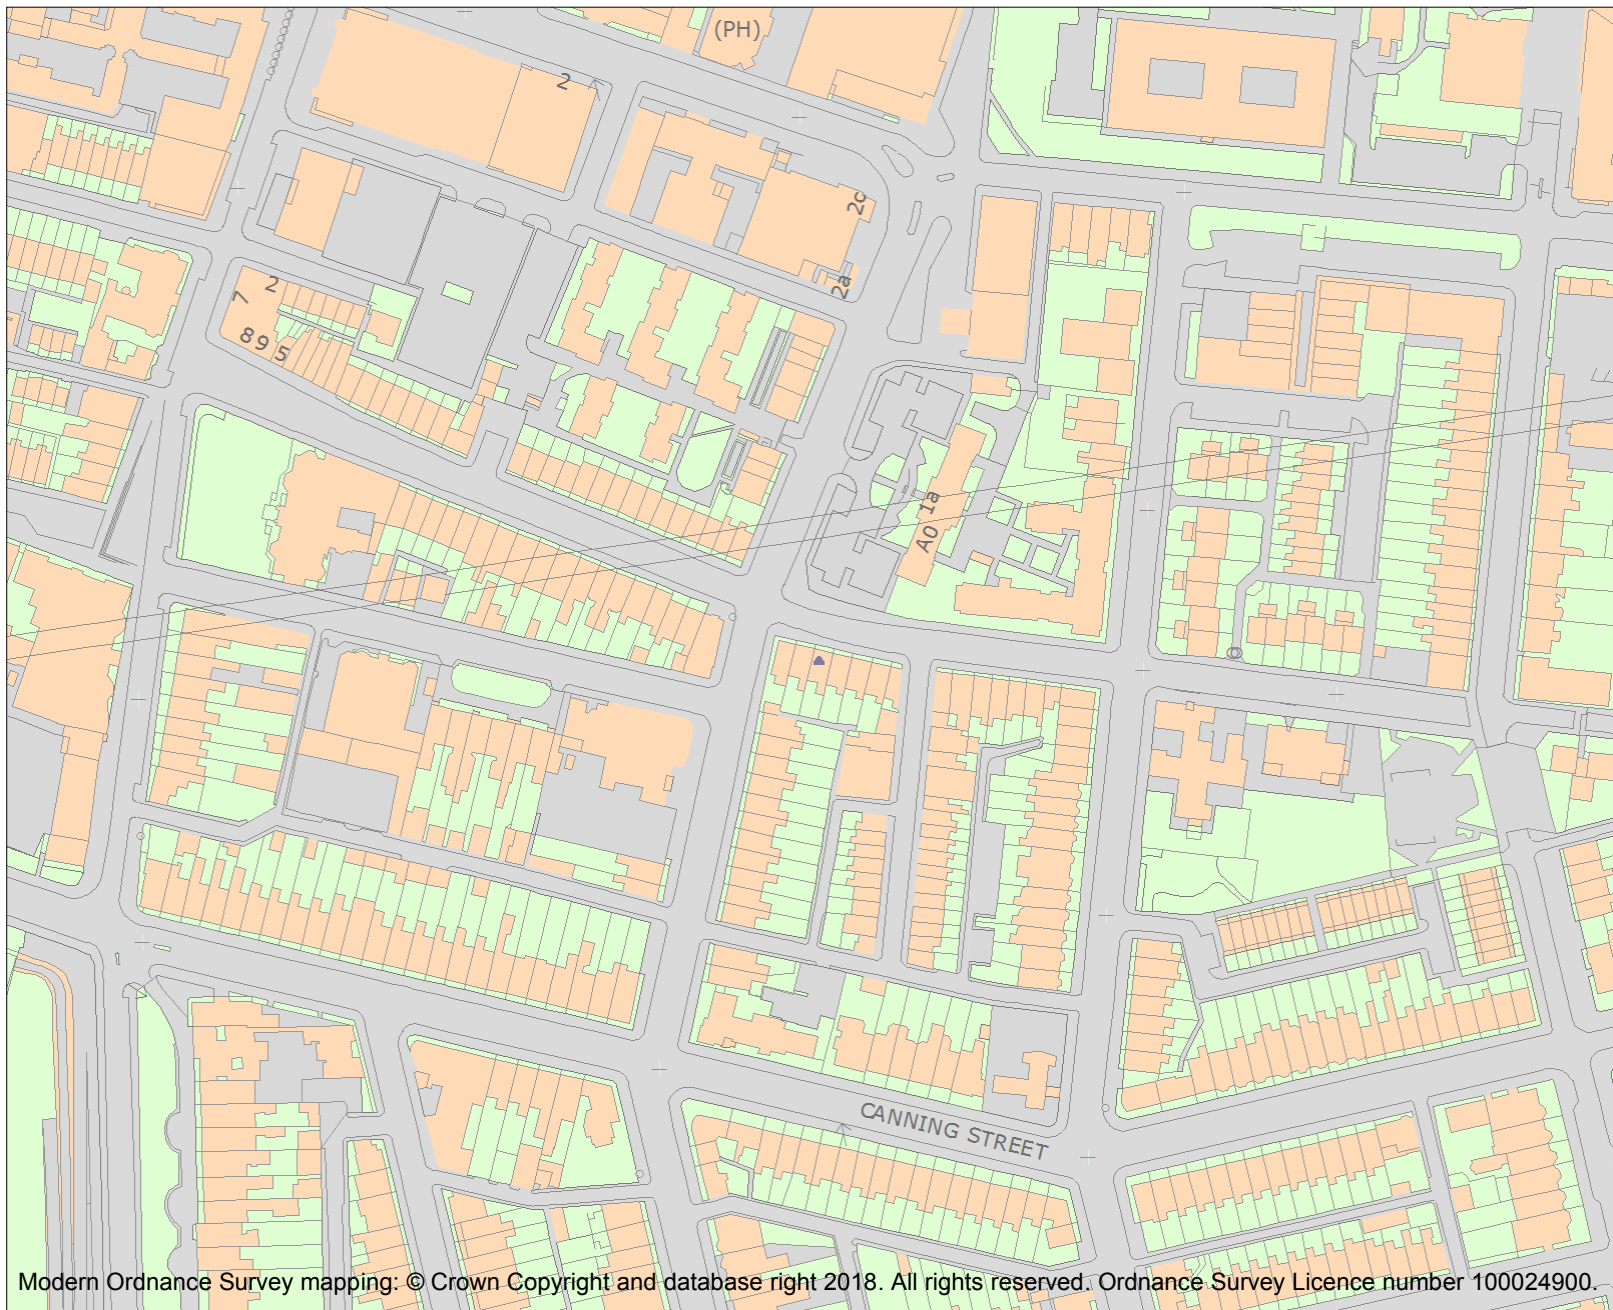 (PH)
2
2c
2a
2
7
8 9 5
A0 1a
CANNING STREET
Modern Ordnance Survey mapping: © Crown Copyright and database right 2018. All rights reserved. Ordnance Survey Licence number 100024900.